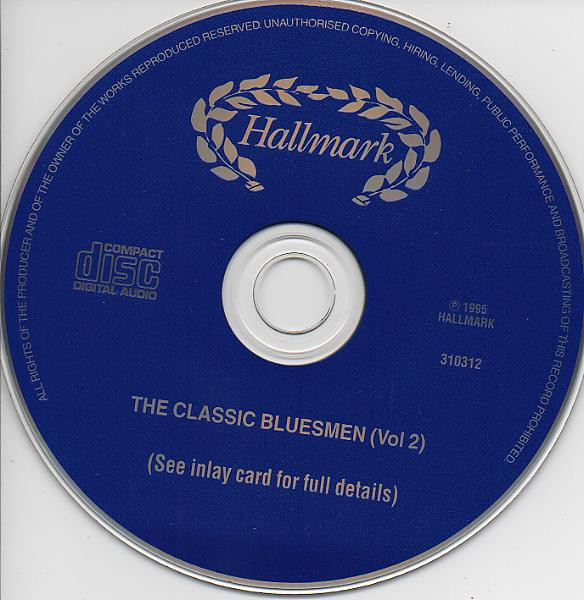 ALL RIGHTS OF THE PRODUCER AND OF THE OWNER OF THE WORKS REPRODUCED RESERVED. UNAUTHORISED COPYING, HIRING, LENDING, PUBLIC PERFORMANCE AND BROADCASTING OF THIS RECORD PROHIBITED.
Hallmark
COMPACT
disc
DIGITAL AUDIO
℗ 1995
HALLMARK
310312
THE CLASSIC BLUESMEN (Vol 2)
(See inlay card for full details)